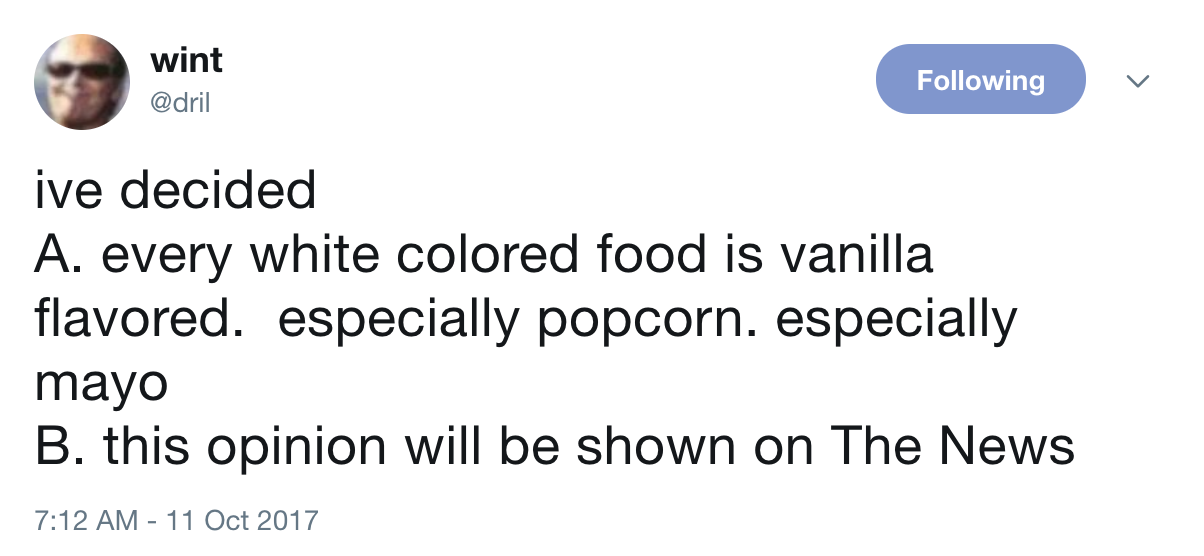 wint
@dril
Following
ive decided
A. every white colored food is vanilla
flavored.  especially popcorn. especially
mayo
B. this opinion will be shown on The News
7:12 AM - 11 Oct 2017